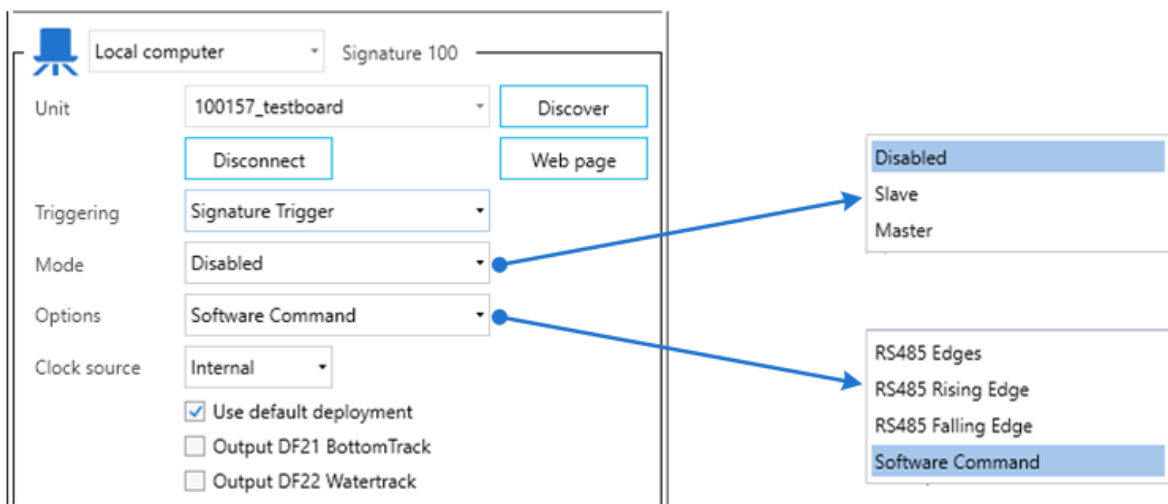 Local computer Signature 100
Unit 100157_testboard Discover
Disconnect Web page
Triggering Signature Trigger
Mode Disabled
Options Software Command
Clock source Internal
Use default deployment
Output DF21 BottomTrack
Output DF22 Watertrack
Disabled
Slave
Master
RS485 Edges
RS485 Rising Edge
RS485 Falling Edge
Software Command